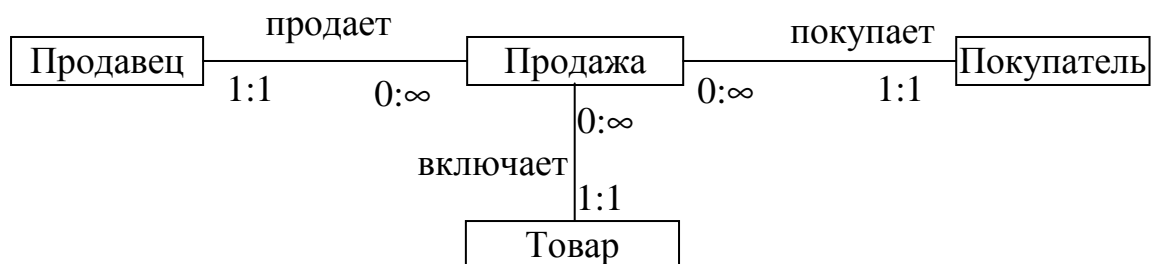 продает
покупает
Продавец
Продажа
Покупатель
1:1
0:∞
0:∞
1:1
0:∞
включает
1:1
Товар